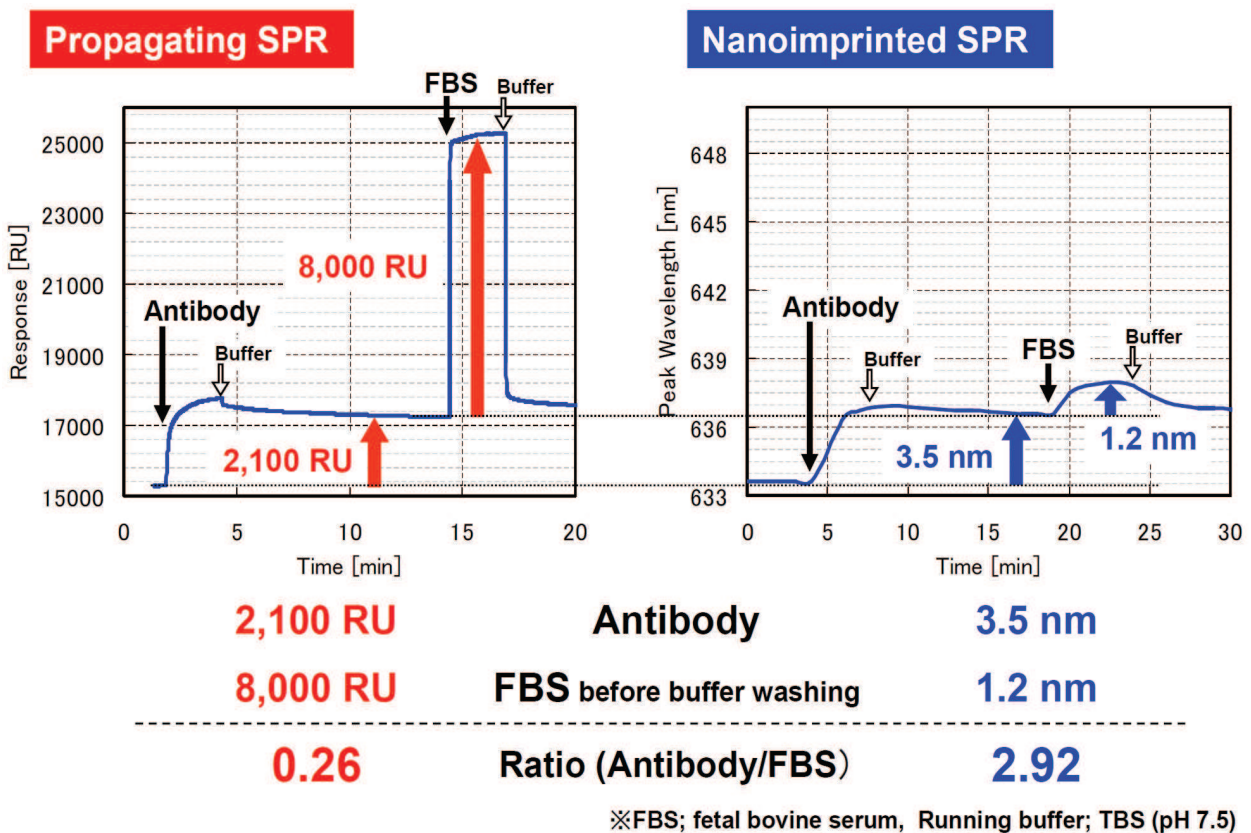 Propagating SPR
Nanoimprinted SPR
FBS
Buffer
25000
23000
21000
19000
17000
15000
Response [RU]
8,000 RU
Antibody
Buffer
2,100 RU
0 5 10 15 20
Time [min]
648
645
642
639
636
633
Peak Wavelength [nm]
Antibody
Buffer
FBS
Buffer
3.5 nm
1.2 nm
0 5 10 15 20 25 30
Time [min]
2,100 RU Antibody 3.5 nm
8,000 RU FBS before buffer washing 1.2 nm
0.26 Ratio (Antibody/FBS) 2.92
※FBS; fetal bovine serum, Running buffer; TBS (pH 7.5)